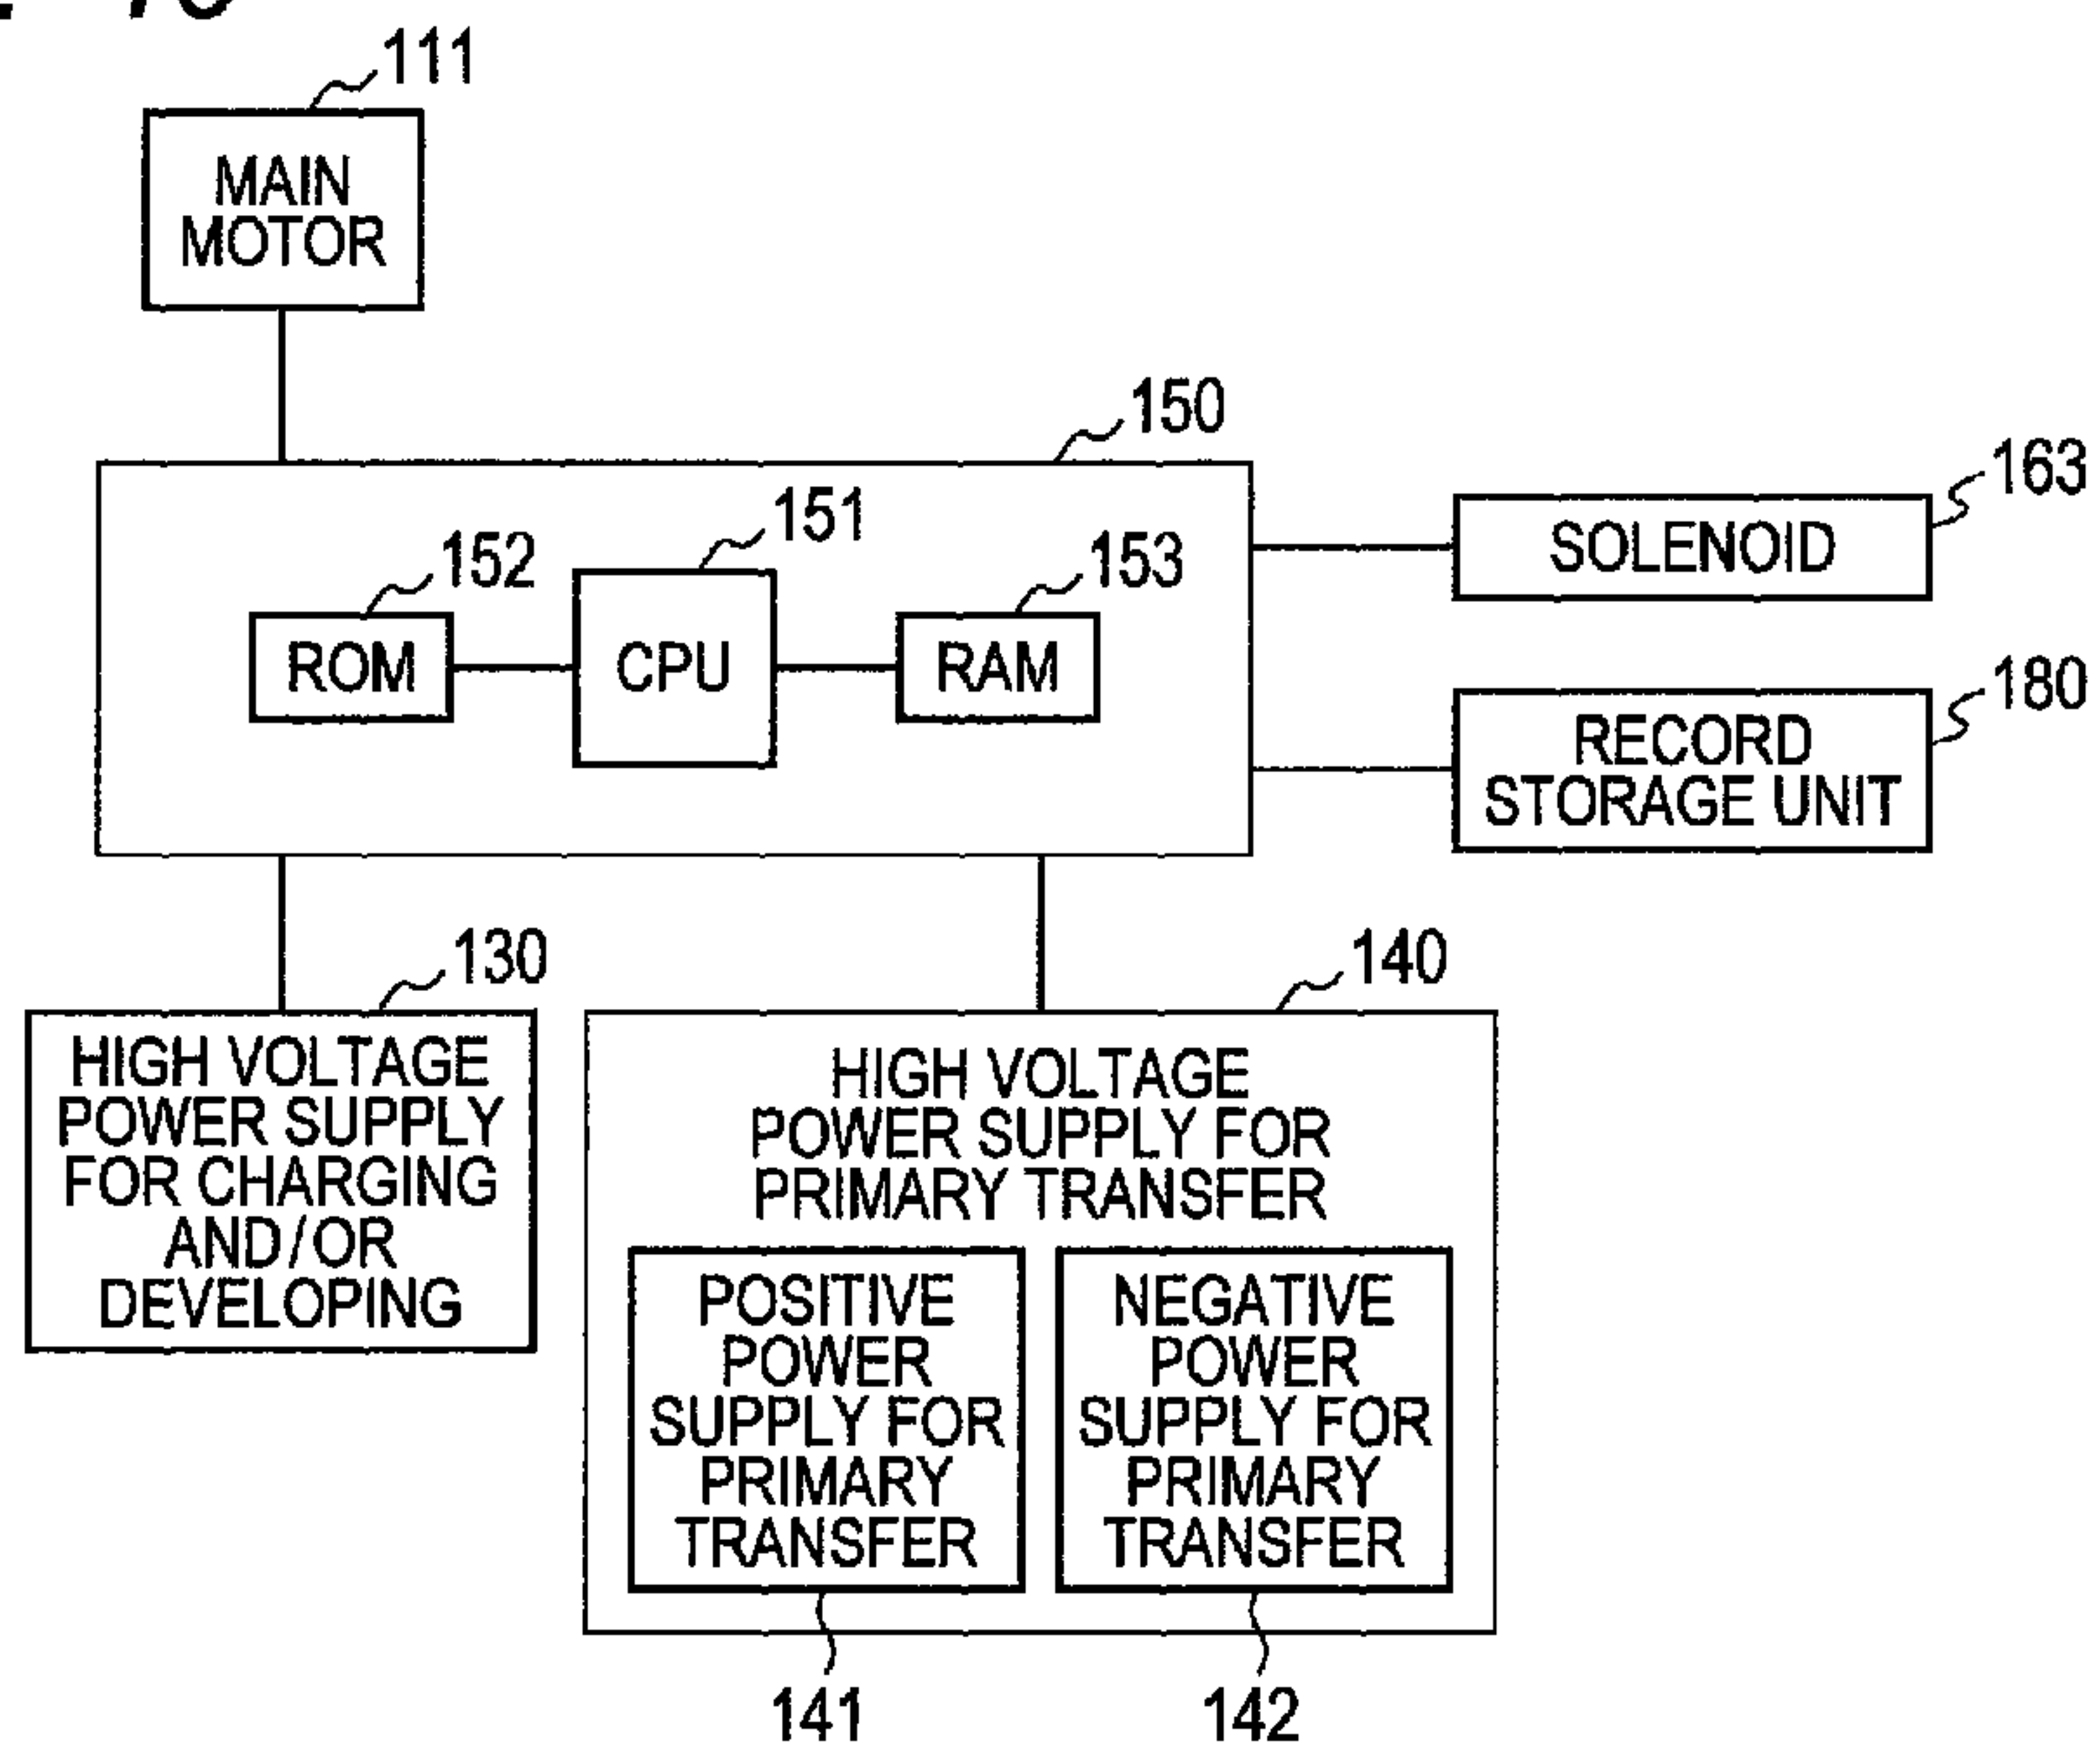 111
MAIN
MOTOR
150
163
SOLENOID
151
152
153
ROM
CPU
RAM
180
RECORD
STORAGE UNIT
130
HIGH VOLTAGE
POWER SUPPLY
FOR CHARGING
AND/OR
DEVELOPING
140
HIGH VOLTAGE
POWER SUPPLY FOR
PRIMARY TRANSFER
POSITIVE
POWER
SUPPLY FOR
PRIMARY
TRANSFER
NEGATIVE
POWER
SUPPLY FOR
PRIMARY
TRANSFER
141
142